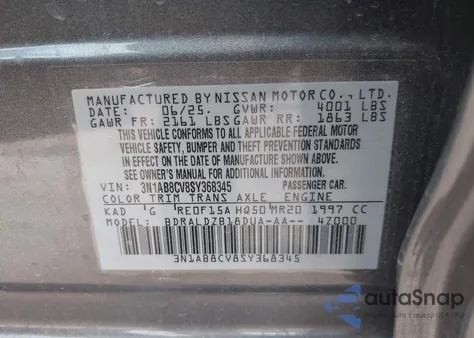 MANUFACTURED BY NISSAN MOTOR CO., LTD.
DATE: 06/25. GVWR: 4001 LBS
GAWR FR: 2161 LBS GAWR RR: 1863 LBS
THIS VEHICLE CONFORMS TO ALL APPLICABLE FEDERAL MOTOR
VEHICLE SAFETY, BUMPER AND THEFT PREVENTION STANDARDS
IN EFFECT ON THE DATE OF MANUFACTURE SHOWN ABOVE.
SEE OWNER'S MANUAL FOR ADDITIONAL INFORMATION.
VIN: 3N1AB8CV8SY368345 PASSENGER CAR.
COLOR TRIM TRANS AXLE ENGINE
KAD G RE0F15A HQ50 MR20 1997 CC
MODEL: BDRALDZB18DUA-AA-- 4Z000
3N1AB8CV8SY368345
autoSnap